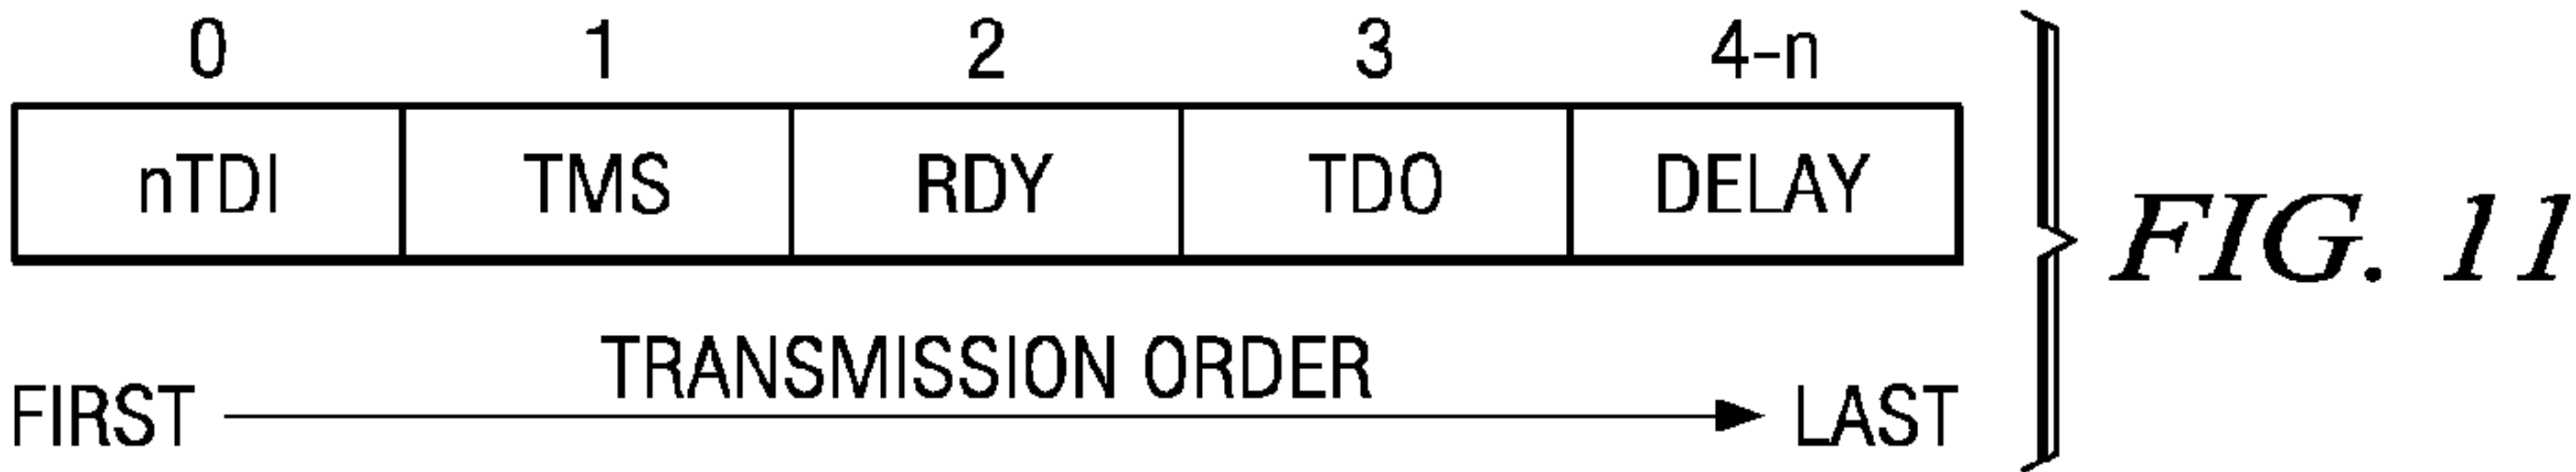 0 1 2 3 4-n
nTDI TMS RDY TDO DELAY
FIG. 11
TRANSMISSION ORDER
FIRST LAST